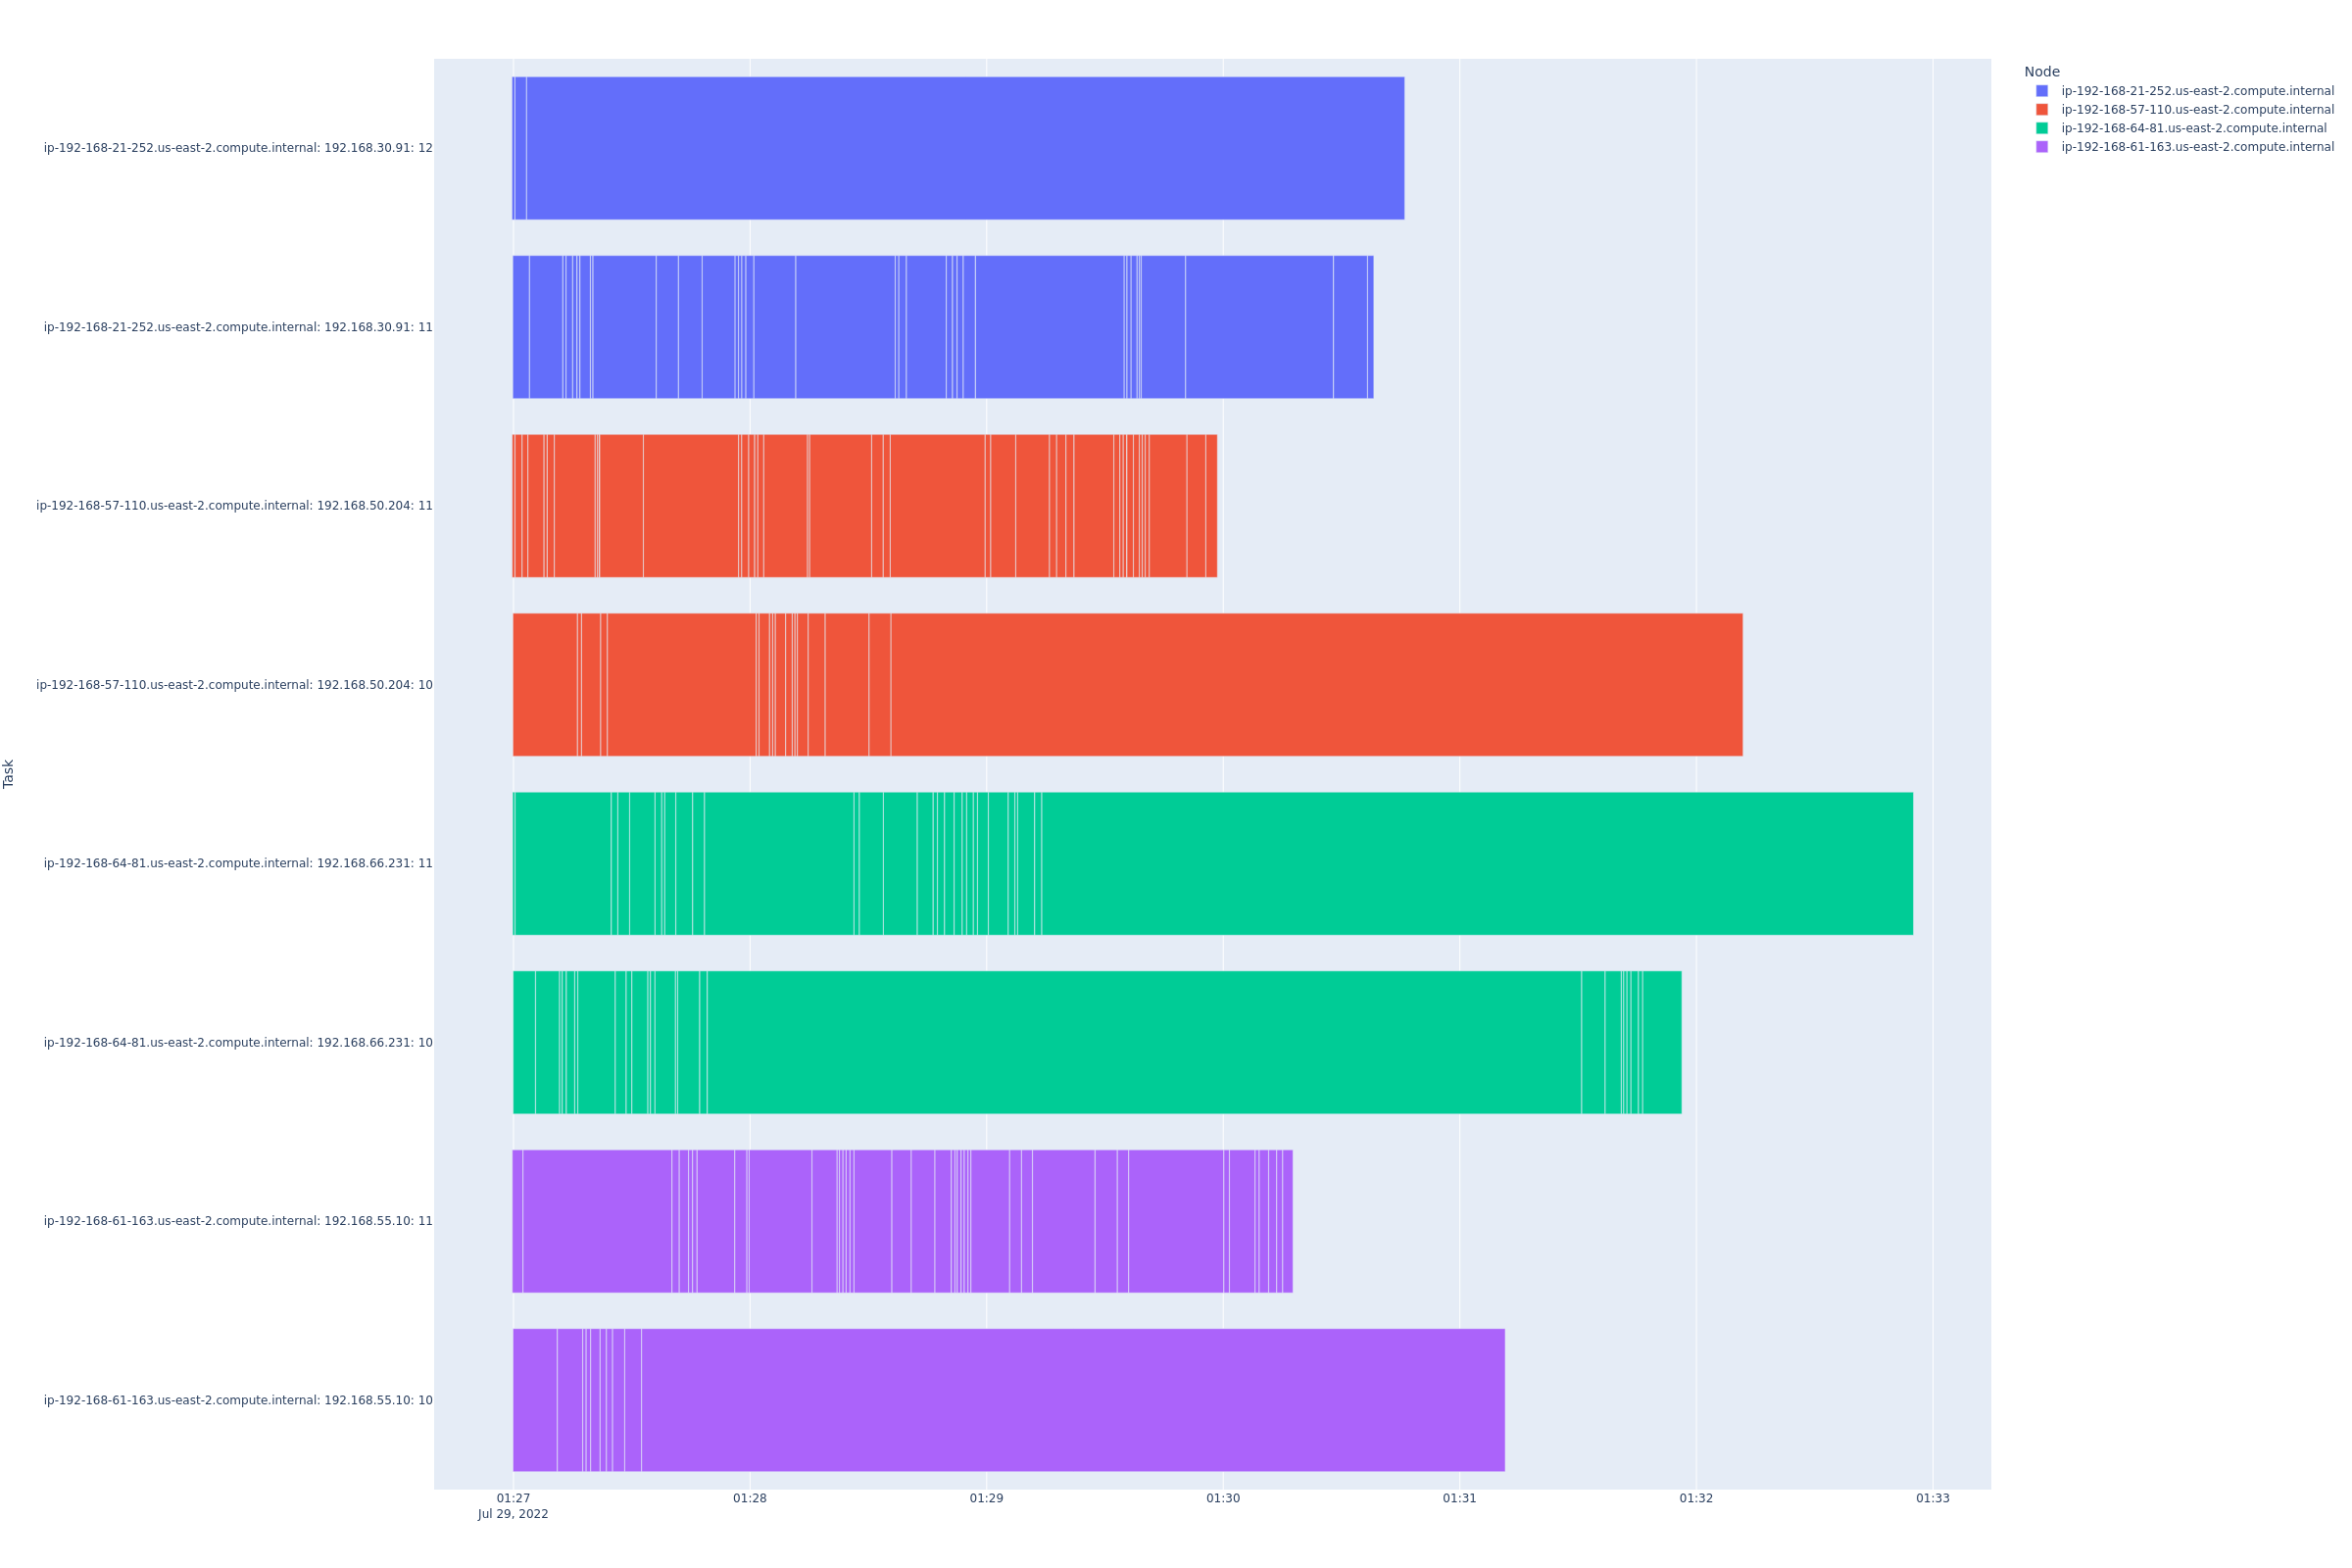 Node
ip-192-168-21-252.us-east-2.compute.internal
ip-192-168-57-110.us-east-2.compute.internal
ip-192-168-64-81.us-east-2.compute.internal
ip-192-168-61-163.us-east-2.compute.internal
Task
ip-192-168-21-252.us-east-2.compute.internal: 192.168.30.91: 12
ip-192-168-21-252.us-east-2.compute.internal: 192.168.30.91: 11
ip-192-168-57-110.us-east-2.compute.internal: 192.168.50.204: 11
ip-192-168-57-110.us-east-2.compute.internal: 192.168.50.204: 10
ip-192-168-64-81.us-east-2.compute.internal: 192.168.66.231: 11
ip-192-168-64-81.us-east-2.compute.internal: 192.168.66.231: 10
ip-192-168-61-163.us-east-2.compute.internal: 192.168.55.10: 11
ip-192-168-61-163.us-east-2.compute.internal: 192.168.55.10: 10
01:27 01:28 01:29 01:30 01:31 01:32 01:33
Jul 29, 2022